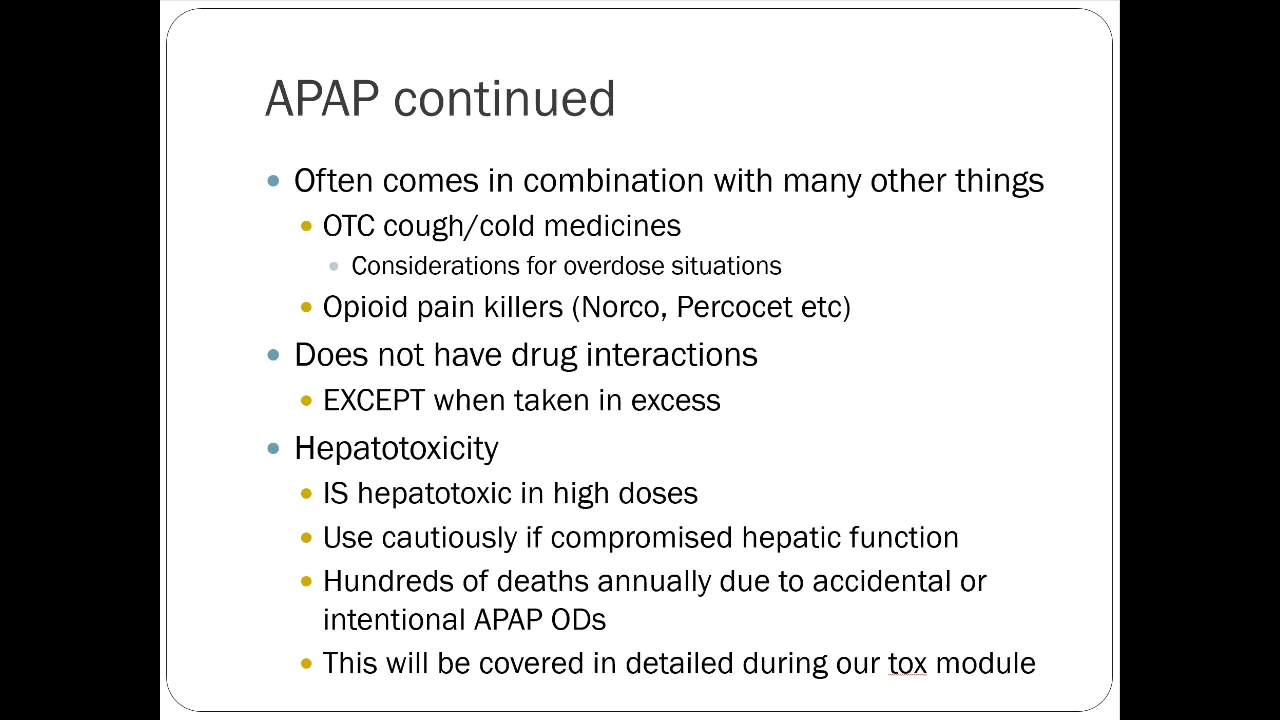 APAP continued
Often comes in combination with many other things
OTC cough/cold medicines
Considerations for overdose situations
Opioid pain killers (Norco, Percocet etc)
Does not have drug interactions
EXCEPT when taken in excess
Hepatotoxicity
IS hepatotoxic in high doses
Use cautiously if compromised hepatic function
Hundreds of deaths annually due to accidental or
intentional APAP ODs
This will be covered in detailed during our tox module